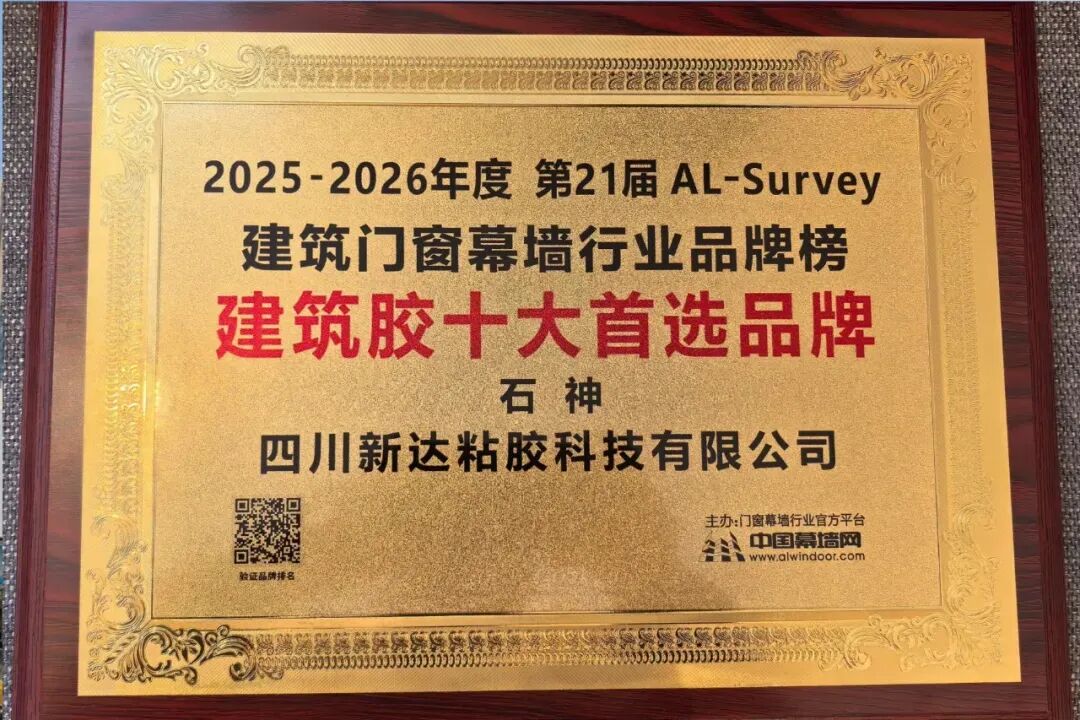 2025-2026年度 第21届 AL-Survey
建筑门窗幕墙行业品牌榜
建筑胶十大首选品牌
石 神
四川新达粘胶科技有限公司
验证品牌排名
主办:门窗幕墙行业官方平台
中国幕墙网
www.alwindoor.com